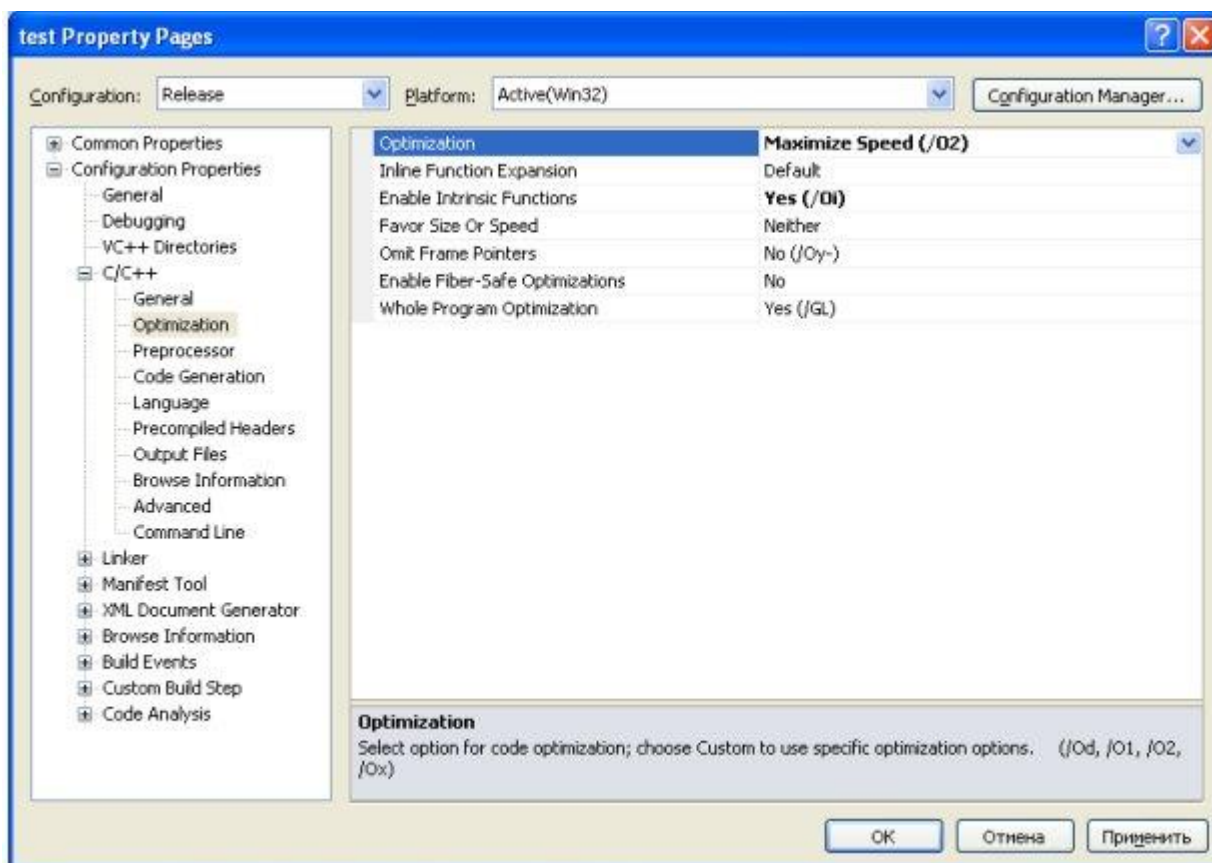 test Property Pages
Configuration: Release Platform: Active(Win32) Configuration Manager...
Common Properties
Configuration Properties
General
Debugging
VC++ Directories
C/C++
General
Optimization
Preprocessor
Code Generation
Language
Precompiled Headers
Output Files
Browse Information
Advanced
Command Line
Linker
Manifest Tool
XML Document Generator
Browse Information
Build Events
Custom Build Step
Code Analysis
Optimization Maximize Speed (/O2)
Inline Function Expansion Default
Enable Intrinsic Functions Yes (/Oi)
Favor Size Or Speed Neither
Omit Frame Pointers No (/Oy-)
Enable Fiber-Safe Optimizations No
Whole Program Optimization Yes (/GL)
Optimization
Select option for code optimization; choose Custom to use specific optimization options. (/Od, /O1, /O2,
/Ox)
OK Отмена Применить